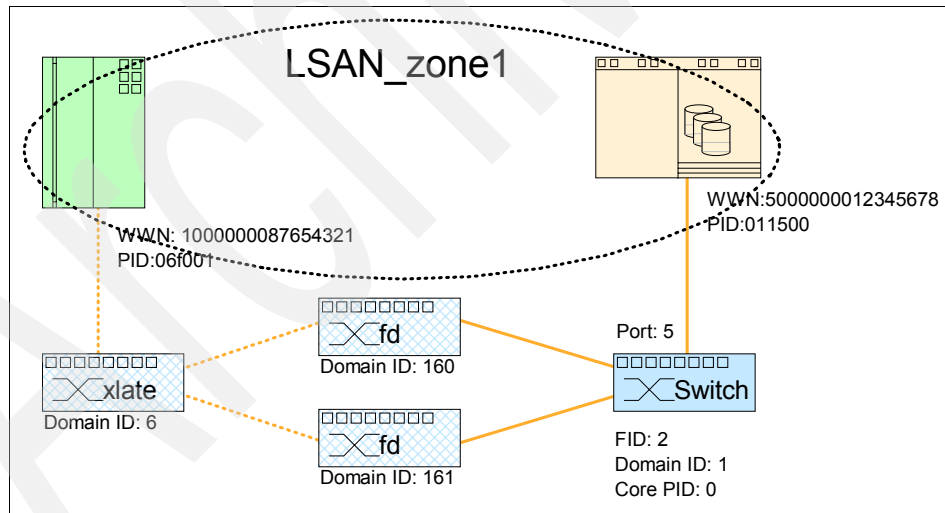 LSAN_zone1
WWN: 1000000087654321
PID:06f001
WWN:5000000012345678
PID:011500
fd
Domain ID: 160
Port: 5
xlate
Domain ID: 6
Switch
fd
Domain ID: 161
FID: 2
Domain ID: 1
Core PID: 0